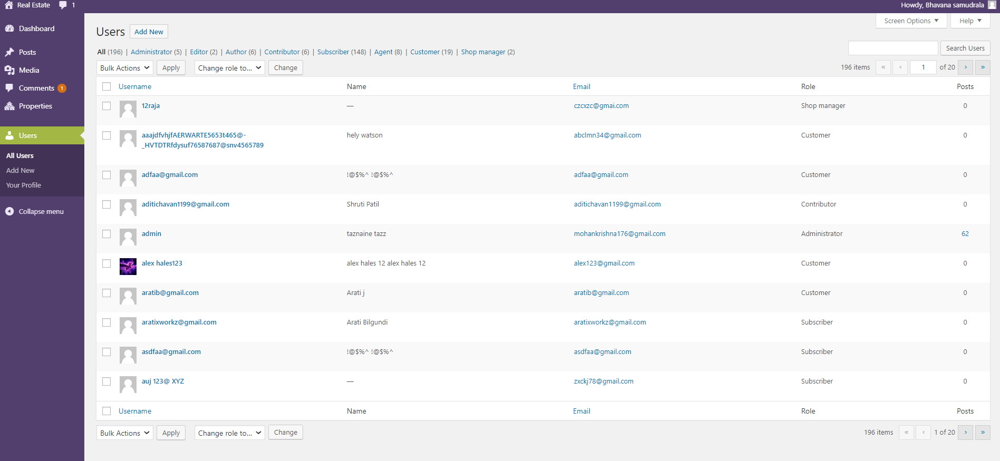 Real Estate 1 Howdy, Bhavana samudrala
Dashboard
Posts
Media
Comments 1
Properties
Users
All Users
Add New
Your Profile
Collapse menu
Screen Options Help
Users Add New
All (196) | Administrator (5) | Editor (2) | Author (6) | Contributor (6) | Subscriber (148) | Agent (8) | Customer (19) | Shop manager (2)
Search Users
Bulk Actions Apply Change role to... Change 196 items « ‹ 1 of 20 › »
Username Name Email Role Posts
12raja — czcxzc@gmai.com Shop manager 0
aaajdfvhjfAERWARTE5653t465@-
_HVTDTRfdysuf76587687@snv4565789 hely watson abclmn34@gmail.com Customer 0
adfaa@gmail.com !@$%^ !@$%^ adfaa@gmail.com Customer 0
aditichavan1199@gmail.com Shruti Patil aditichavan1199@gmail.com Contributor 0
admin taznaine tazz mohankrishna176@gmail.com Administrator 62
alex hales123 alex hales 12 alex hales 12 alex123@gmail.com Customer 0
aratib@gmail.com Arati j aratib@gmail.com Customer 0
aratixworkz@gmail.com Arati Bilgundi aratixworkz@gmail.com Subscriber 0
asdfaa@gmail.com !@$%^ !@$%^ asdfaa@gmail.com Subscriber 0
auj 123@ XYZ — zxckj78@gmail.com Subscriber 0
Username Name Email Role Posts
Bulk Actions Apply Change role to... Change 196 items « ‹ 1 of 20 › »